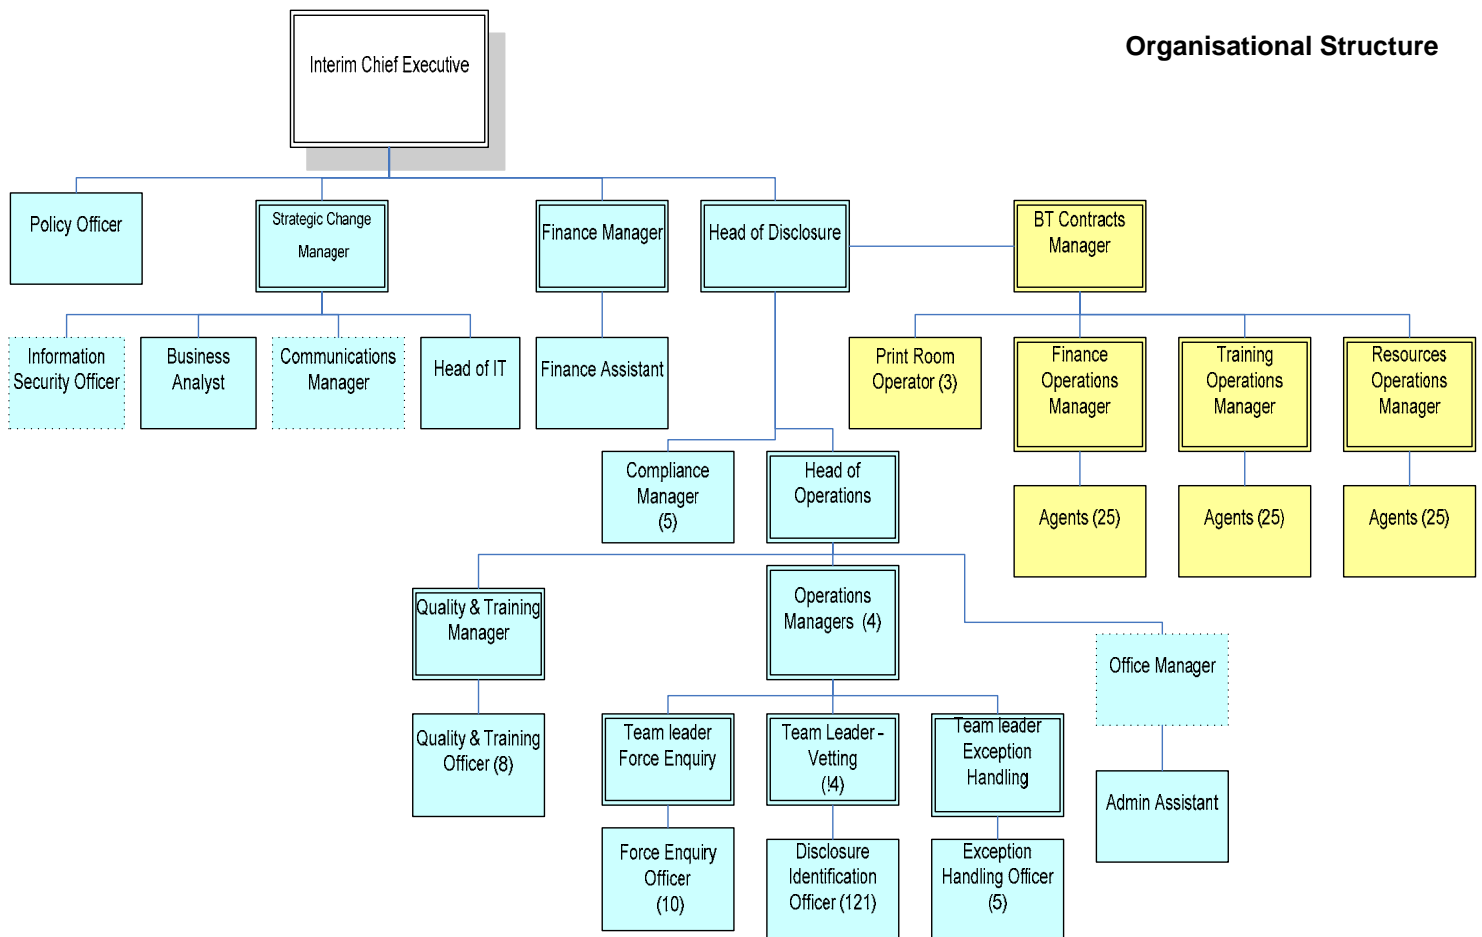 Organisational Structure
Interim Chief Executive
Policy Officer
Strategic Change
Manager
Finance Manager
Head of Disclosure
BT Contracts
Manager
Information
Security Officer
Business
Analyst
Communications
Manager
Head of IT
Finance Assistant
Print Room
Operator (3)
Finance
Operations
Manager
Training
Operations
Manager
Resources
Operations
Manager
Compliance
Manager
(5)
Head of
Operations
Agents (25)
Agents (25)
Agents (25)
Quality & Training
Manager
Operations
Managers (4)
Office Manager
Quality & Training
Officer (8)
Team leader
Force Enquiry
Team Leader -
Vetting
(!4)
Team leader
Exception
Handling
Admin Assistant
Force Enquiry
Officer
(10)
Disclosure
Identification
Officer (121)
Exception
Handling Officer
(5)